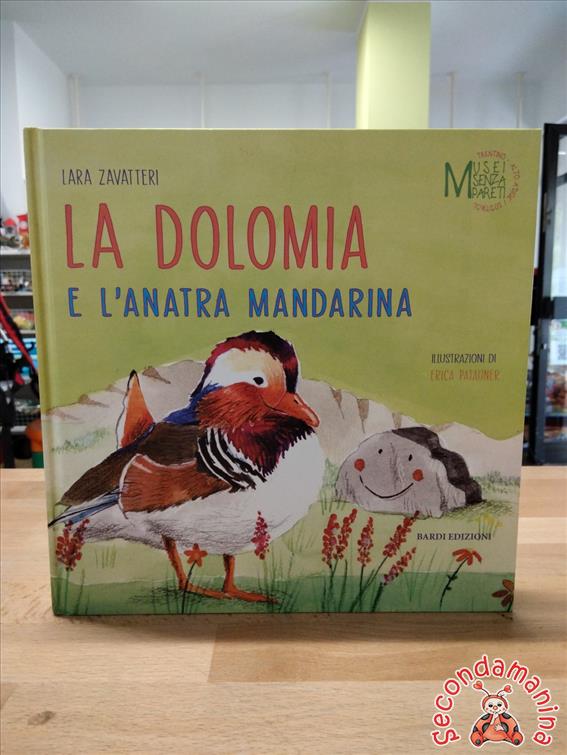 LARA ZAVATTERI
MUSEI
SENZA
PARETI
TRENTINO
LA DOLOMIA
E L'ANATRA MANDARINA
ILLUSTRAZIONI DI
ERICA PATAUNER
BARDI EDIZIONI
secondamanina